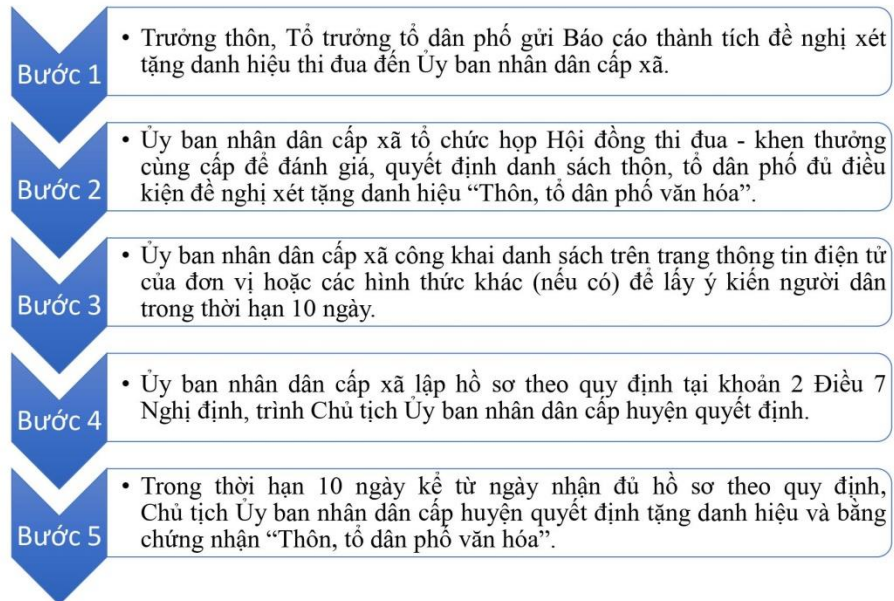 Bước 1
• Trưởng thôn, Tổ trưởng tổ dân phố gửi Báo cáo thành tích đề nghị xét
tặng danh hiệu thi đua đến Ủy ban nhân dân cấp xã.
Bước 2
• Ủy ban nhân dân cấp xã tổ chức họp Hội đồng thi đua - khen thưởng
cùng cấp để đánh giá, quyết định danh sách thôn, tổ dân phố đủ điều
kiện đề nghị xét tặng danh hiệu “Thôn, tổ dân phố văn hóa”.
Bước 3
• Ủy ban nhân dân cấp xã công khai danh sách trên trang thông tin điện tử
của đơn vị hoặc các hình thức khác (nếu có) để lấy ý kiến người dân
trong thời hạn 10 ngày.
Bước 4
• Ủy ban nhân dân cấp xã lập hồ sơ theo quy định tại khoản 2 Điều 7
Nghị định, trình Chủ tịch Ủy ban nhân dân cấp huyện quyết định.
Bước 5
• Trong thời hạn 10 ngày kể từ ngày nhận đủ hồ sơ theo quy định,
Chủ tịch Ủy ban nhân dân cấp huyện quyết định tặng danh hiệu và bằng
chứng nhận “Thôn, tổ dân phố văn hóa”.